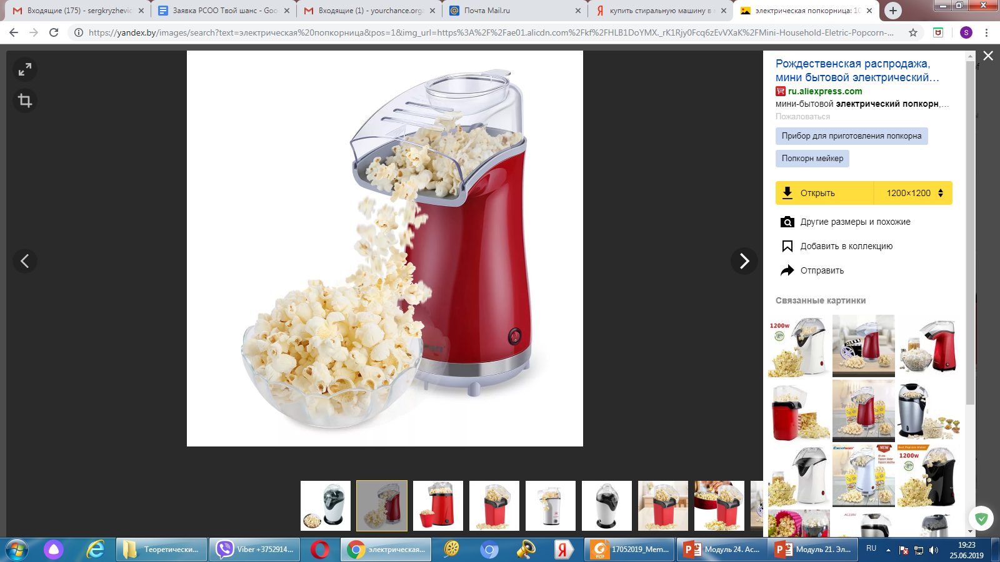 Входящие (175) - sergkryzhevic
Заявка РСОО Твой шанс - Goo
Входящие (1) - yourchance.org
Почта Mail.ru
купить стиральную машину в
электрическая попкорница: 10
https://yandex.by/images/search?text=электрическая%20попкорница&pos=1&img_url=https%3A%2F%2Fae01.alicdn.com%2Fkf%2FHLB1DoYMX._rK1Rjy0Fcq6zEvVXaK%2FMini-Household-Eletric-Popcorn-...
S
Рождественская распродажа,
мини бытовой электрический...
ru.aliexpress.com
мини-бытовой электрический попкорн,...
Пожаловаться
Прибор для приготовления попкорна
Попкорн мейкер
Открыть
1200×1200
Другие размеры и похожие
Добавить в коллекцию
Отправить
Связанные картинки
1200w
Excelvan
NEW
1200w
AC220V
Теоретически...
Viber +3752914...
электрическая...
17052019_Mem...
Модуль 24. Ас...
Модуль 21. Эл...
RU
19:23
25.06.2019